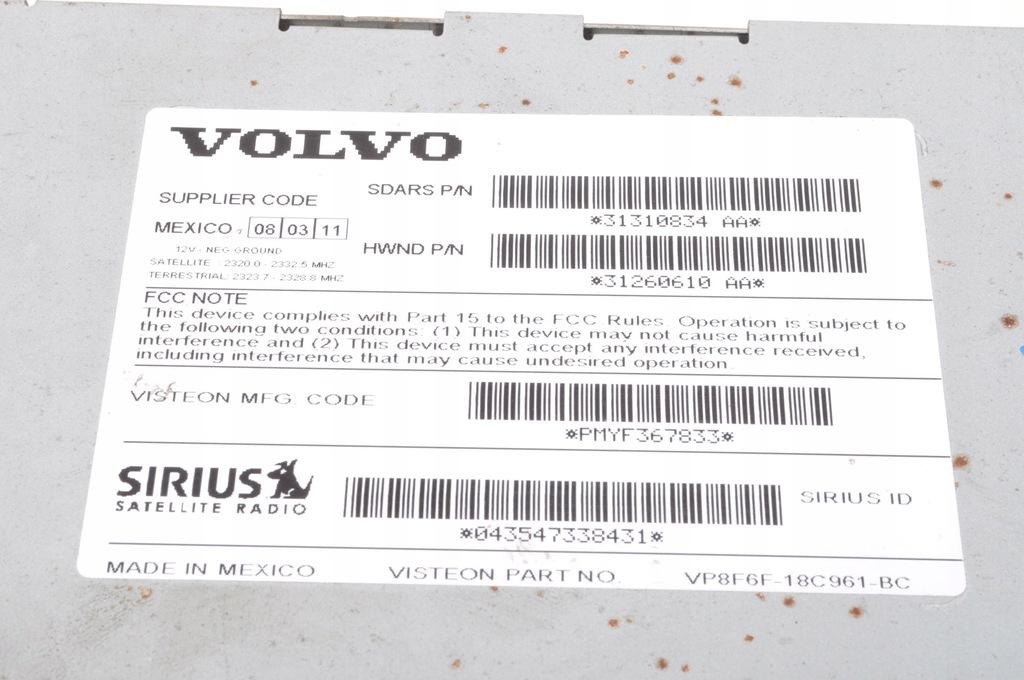 VOLVO
SUPPLIER CODE
SDARS P/N
*31310834 AA*
MEXICO, 08 03 11
HWND P/N
*31260610 AA*
12V - NEG GROUND
SATELLITE : 2320.0 - 2332.5 MHZ
TERRESTRIAL: 2323.7 - 2328.8 MHZ
FCC NOTE
This device complies with Part 15 to the FCC Rules. Operation is subject to
the following two conditions: (1) This device may not cause harmful
interference and (2) This device must accept any interference received,
including interference that may cause undesired operation.
VISTEON MFG. CODE
*PMYF367833*
SIRIUS
SATELLITE RADIO
*043547338431*
SIRIUS ID
MADE IN MEXICO VISTEON PART NO. VP8F6F-18C961-BC